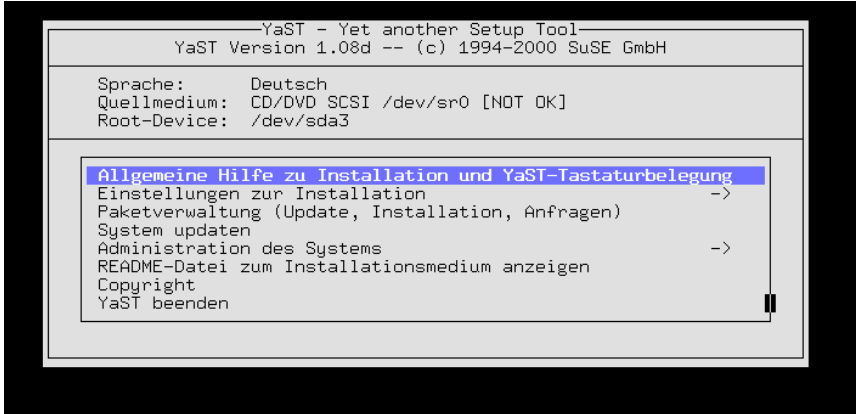 YaST - Yet another Setup Tool
YaST Version 1.08d -- (c) 1994-2000 SuSE GmbH
Sprache: Deutsch
Quellmedium: CD/DVD SCSI /dev/sr0 [NOT OK]
Root-Device: /dev/sda3
Allgemeine Hilfe zu Installation und YaST-Tastaturbelegung
Einstellungen zur Installation ->
Paketverwaltung (Update, Installation, Anfragen)
System updaten
Administration des Systems ->
README-Datei zum Installationsmedium anzeigen
Copyright
YaST beenden